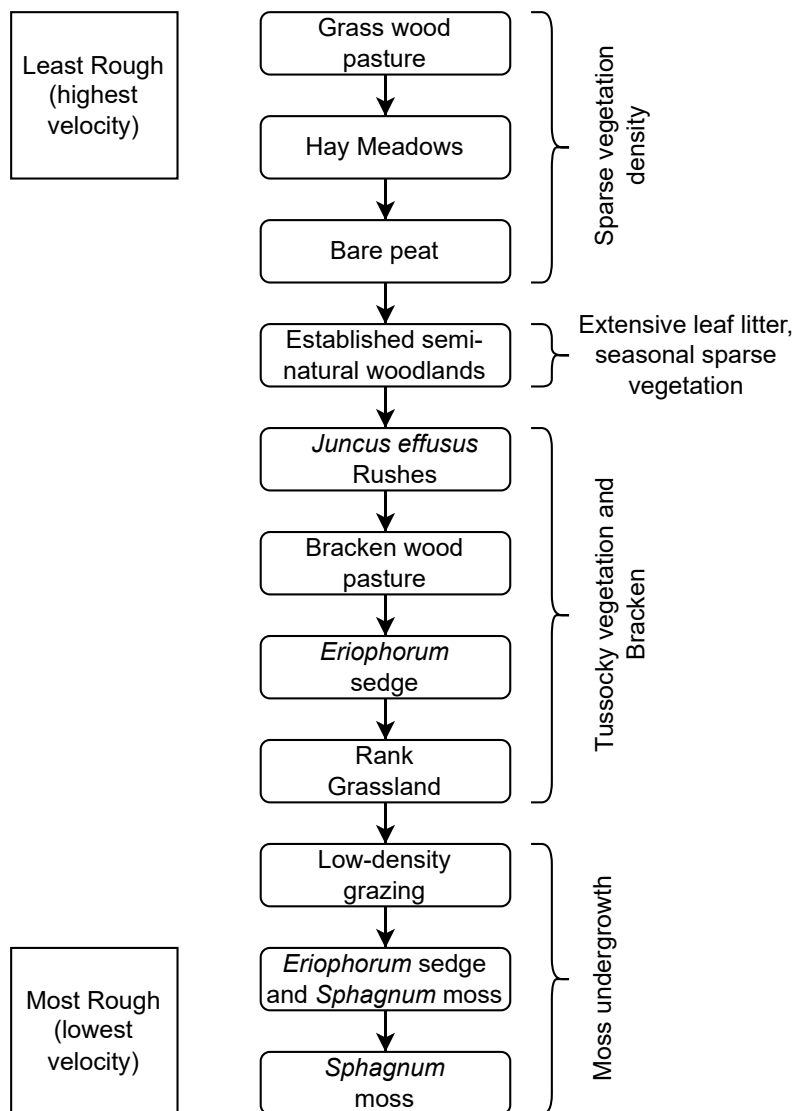 Least Rough
(highest
velocity)
Grass wood
pasture
Hay Meadows
Bare peat
Sparse vegetation
density
Established semi-
natural woodlands
Extensive leaf litter,
seasonal sparse
vegetation
Juncus effusus
Rushes
Bracken wood
pasture
Eriophorum
sedge
Rank
Grassland
Tussocky vegetation and
Bracken
Low-density
grazing
Eriophorum sedge
and Sphagnum moss
Sphagnum
moss
Moss undergrowth
Most Rough
(lowest
velocity)